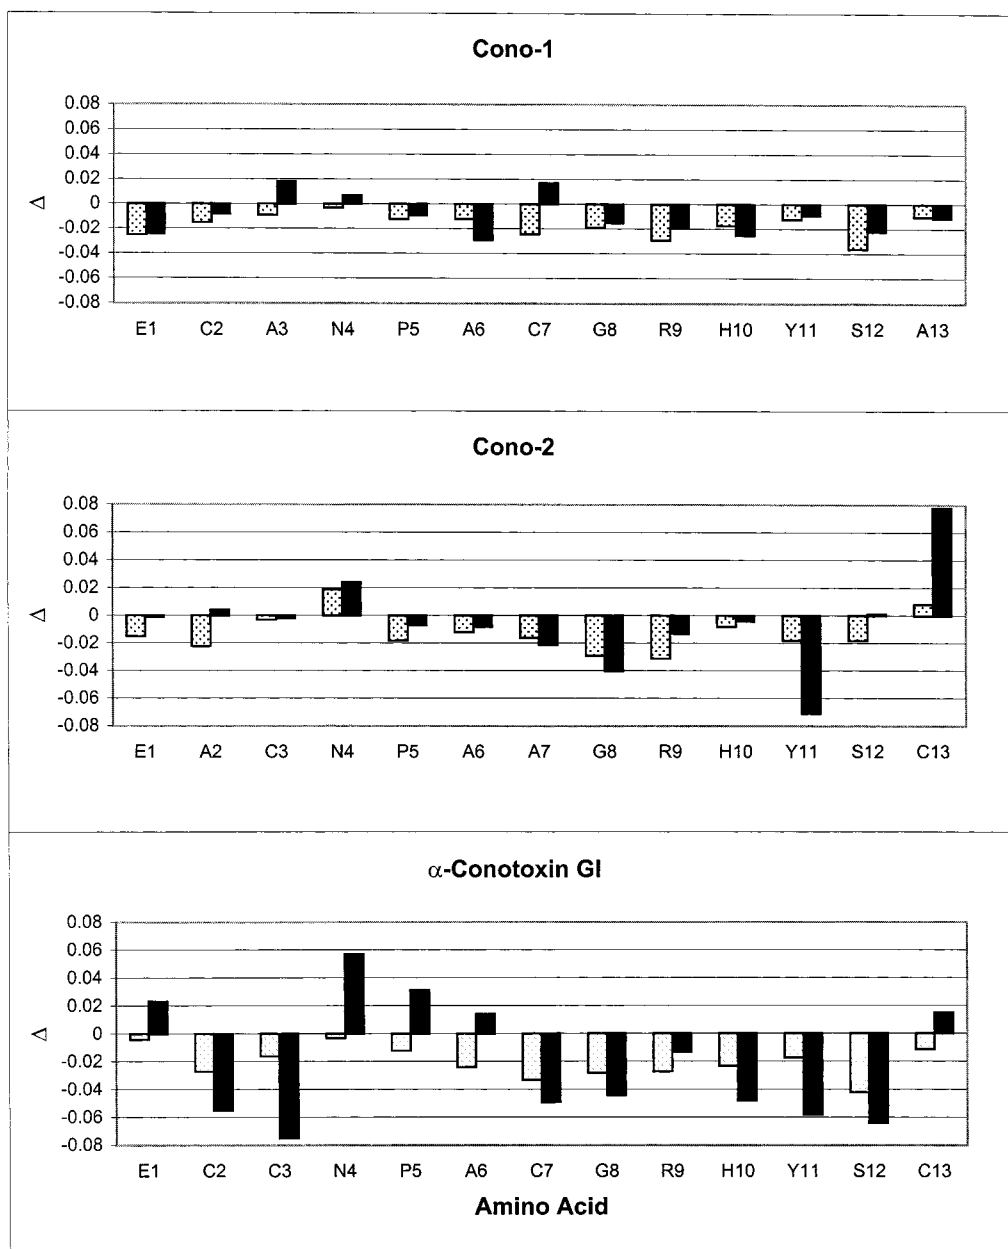 Cono-1
0.08
0.06
0.04
0.02
0
-0.02
-0.04
-0.06
-0.08
Δ
E1 C2 A3 N4 P5 A6 C7 G8 R9 H10 Y11 S12 A13
Cono-2
0.08
0.06
0.04
0.02
0
-0.02
-0.04
-0.06
-0.08
Δ
E1 A2 C3 N4 P5 A6 A7 G8 R9 H10 Y11 S12 C13
α-Conotoxin GI
0.08
0.06
0.04
0.02
0
-0.02
-0.04
-0.06
-0.08
Δ
E1 C2 C3 N4 P5 A6 C7 G8 R9 H10 Y11 S12 C13
Amino Acid